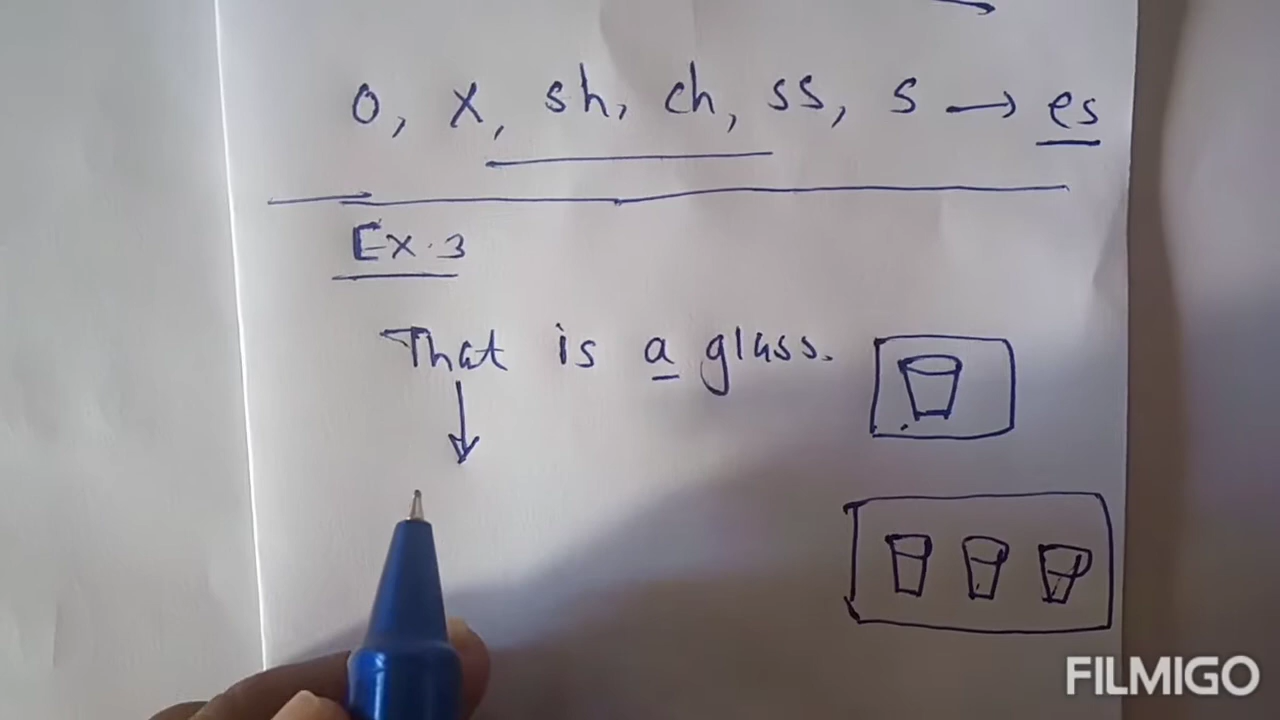 o, x, sh, ch, ss, s → es
Ex.3
That is a glass.
FILMIGO